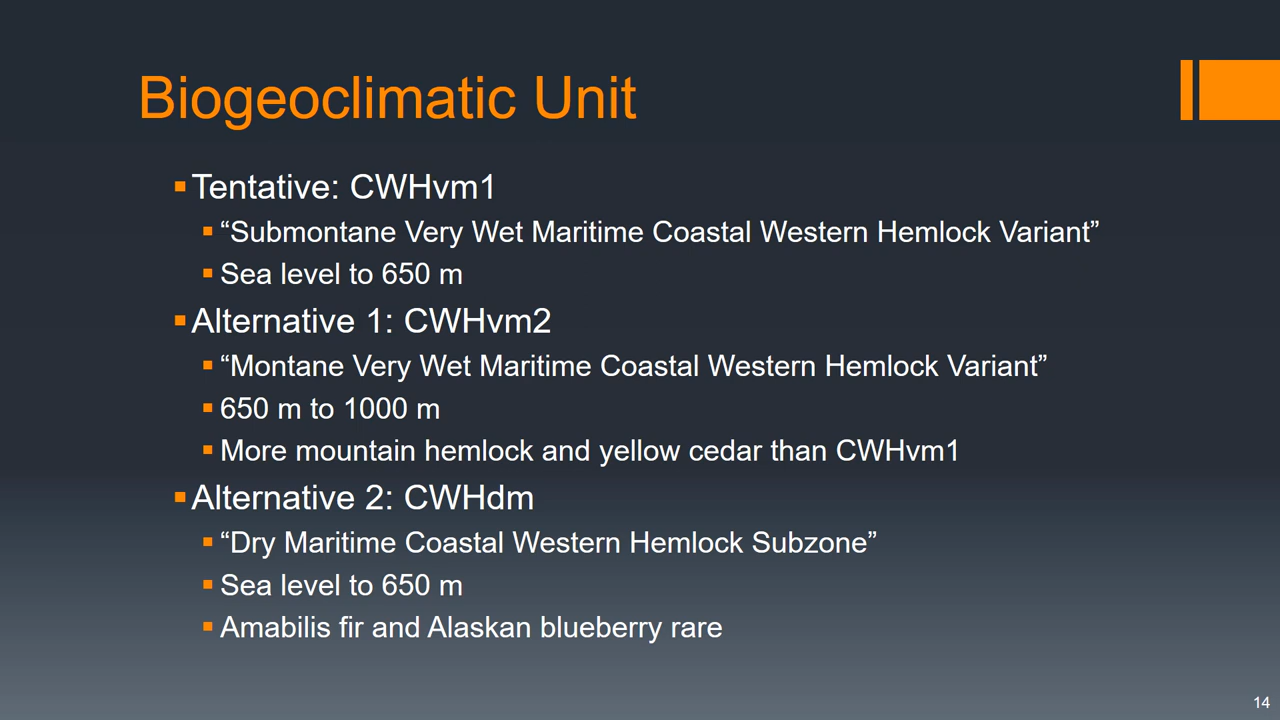 Biogeoclimatic Unit
Tentative: CWHvm1
“Submontane Very Wet Maritime Coastal Western Hemlock Variant”
Sea level to 650 m
Alternative 1: CWHvm2
“Montane Very Wet Maritime Coastal Western Hemlock Variant”
650 m to 1000 m
More mountain hemlock and yellow cedar than CWHvm1
Alternative 2: CWHdm
“Dry Maritime Coastal Western Hemlock Subzone”
Sea level to 650 m
Amabilis fir and Alaskan blueberry rare
14